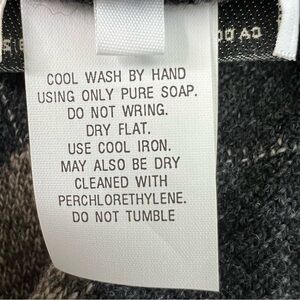 COOL WASH BY HAND
USING ONLY PURE SOAP.
DO NOT WRING.
DRY FLAT.
USE COOL IRON.
MAY ALSO BE DRY
CLEANED WITH
PERCHLORETHYLENE.
DO NOT TUMBLE